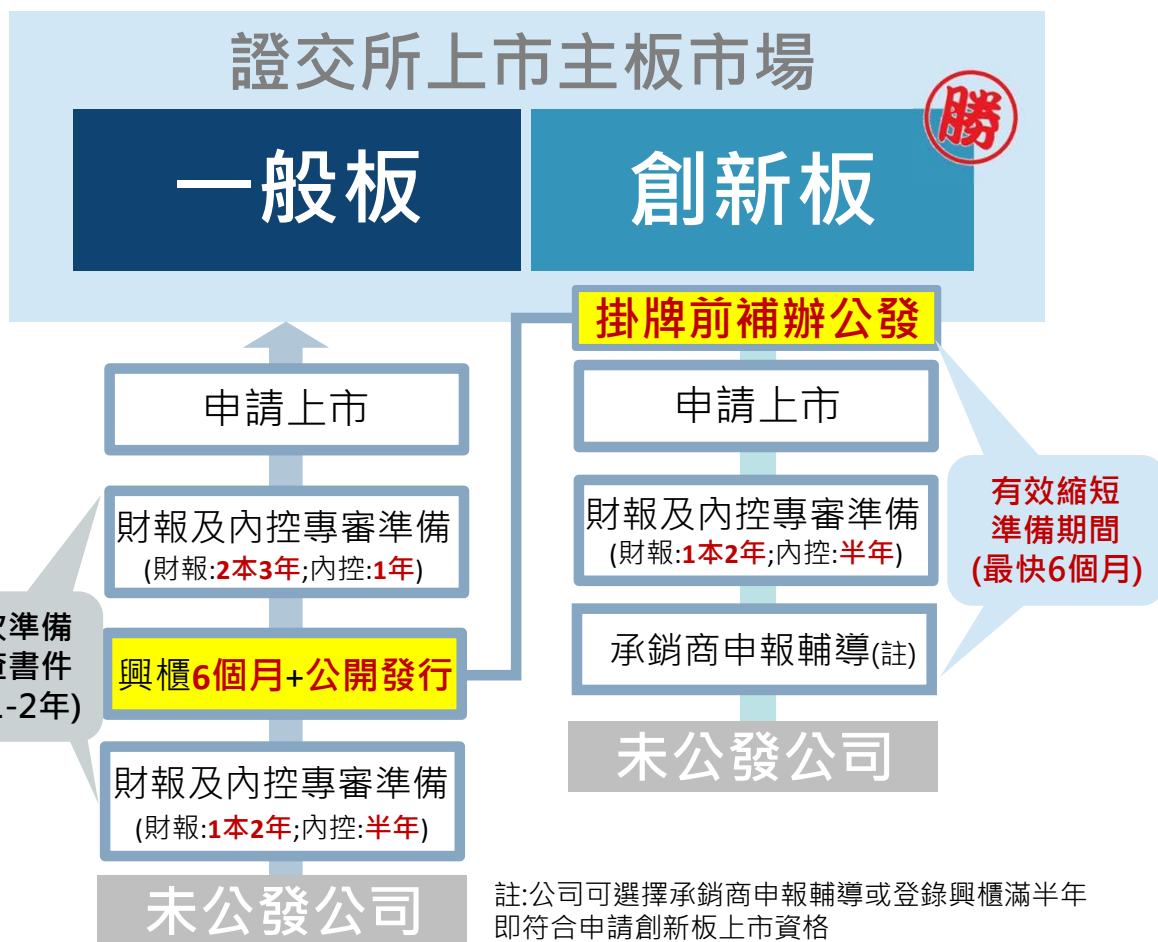 證交所上市主板市場
勝
一般板
創新板
掛牌前補辦公發
申請上市
財報及內控專審準備
(財報:2本3年;內控:1年)
興櫃6個月+公開發行
財報及內控專審準備
(財報:1本2年;內控:半年)
未公發公司
準備
書件
-2年)
申請上市
財報及內控專審準備
(財報:1本2年;內控:半年)
承銷商申報輔導(註)
未公發公司
有效縮短
準備期間
(最快6個月)
註:公司可選擇承銷商申報輔導或登錄興櫃滿半年
即符合申請創新板上市資格